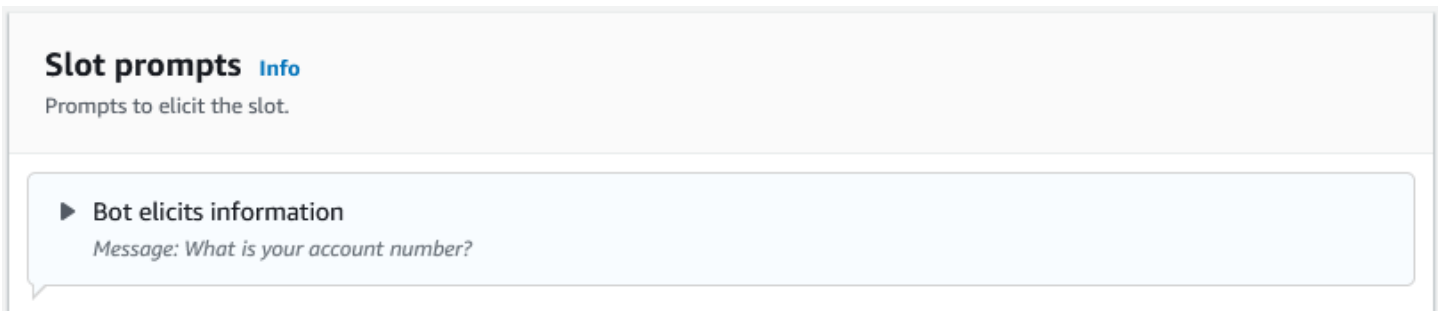 Slot prompts Info
Prompts to elicit the slot.
Bot elicits information
Message: What is your account number?